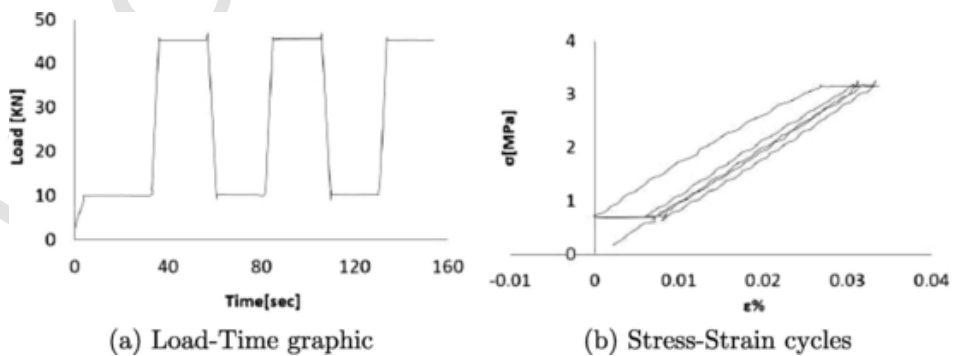 50
40
30
20
10
0
Load [KN]
0 40 80 120 160
Time[sec]
(a) Load-Time graphic
4
3
2
1
0
σ[MPa]
-0.01 0 0.01 0.02 0.03 0.04
ε%
(b) Stress-Strain cycles